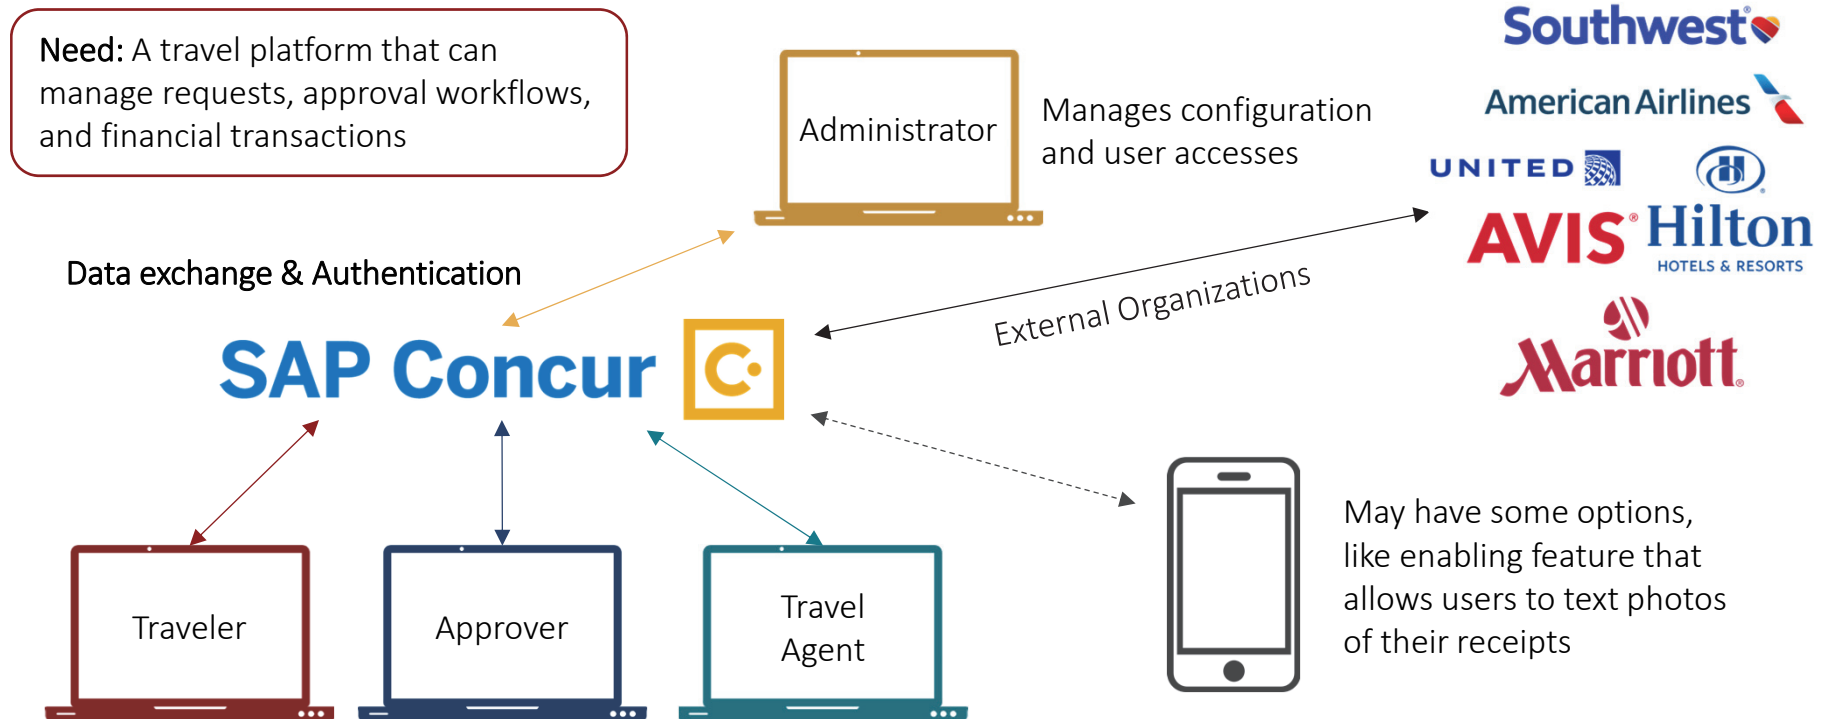 Need: A travel platform that can
manage requests, approval workflows,
and financial transactions
Administrator
Manages configuration
and user accesses
Southwest®
American Airlines
UNITED
AVIS®
Hilton
HOTELS & RESORTS
Marriott®
Data exchange & Authentication
External Organizations
SAP Concur C.
Traveler
Approver
Travel
Agent
May have some options,
like enabling feature that
allows users to text photos
of their receipts